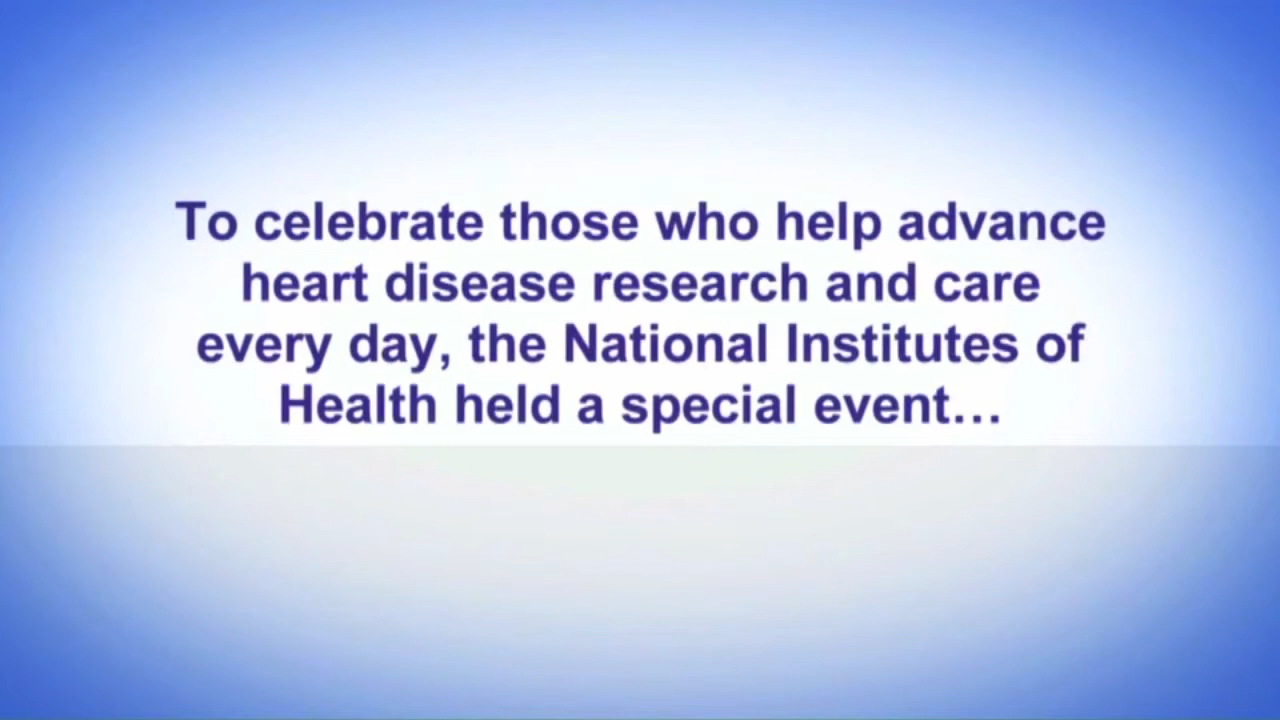 To celebrate those who help advance
heart disease research and care
every day, the National Institutes of
Health held a special event…